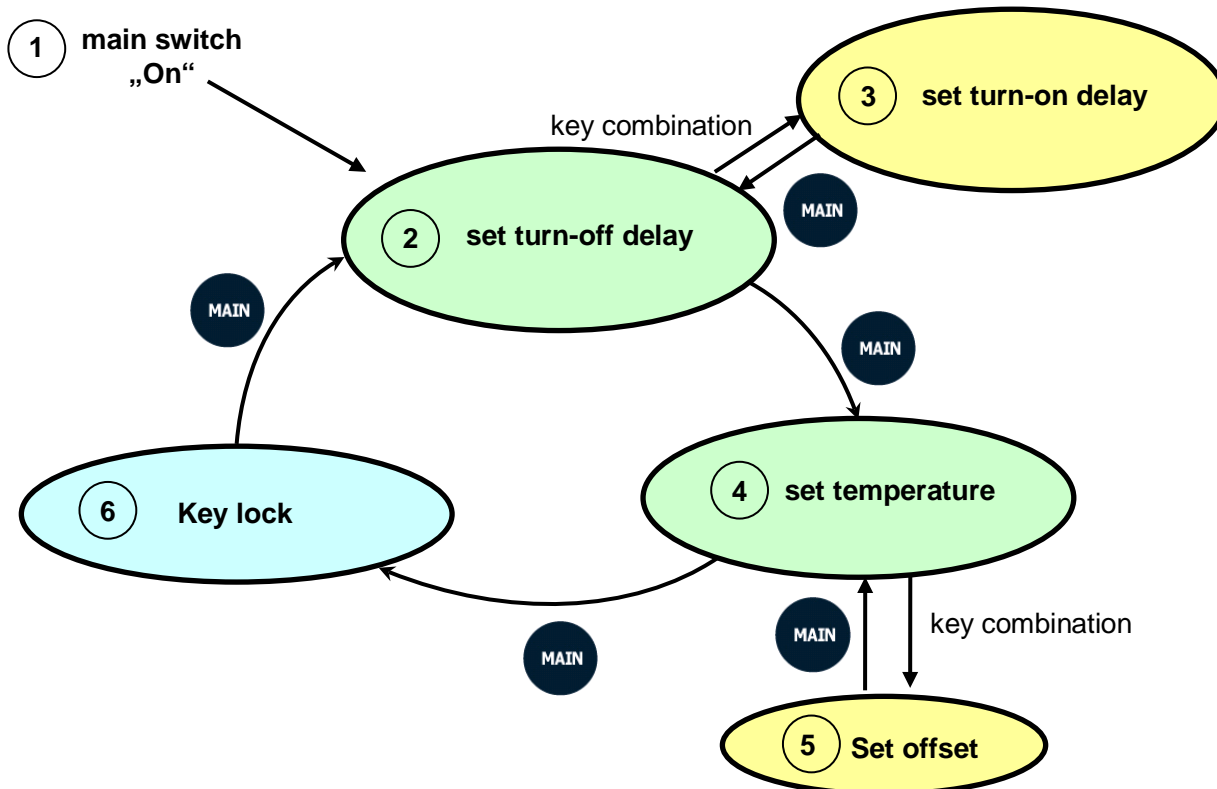 1
main switch
„On“
3
set turn-on delay
key combination
MAIN
2
set turn-off delay
MAIN
MAIN
6
Key lock
4
set temperature
MAIN
MAIN
key combination
5
Set offset